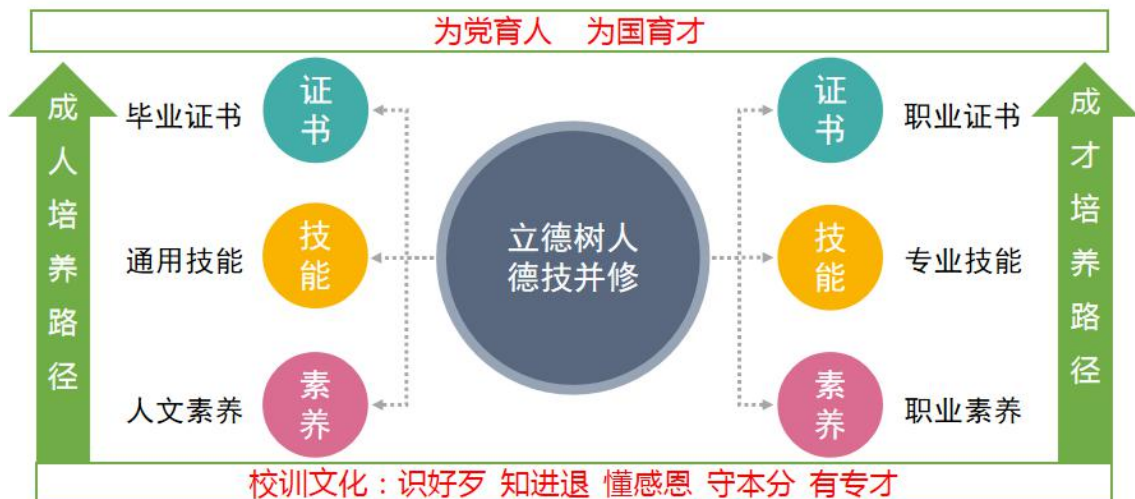 为党育人 为国育才
成人培养路径
毕业证书
证书
通用技能
技能
人文素养
素养
立德树人
德技并修
证书
职业证书
技能
专业技能
素养
职业素养
成才培养路径
校训文化：识好歹 知进退 懂感恩 守本分 有专才